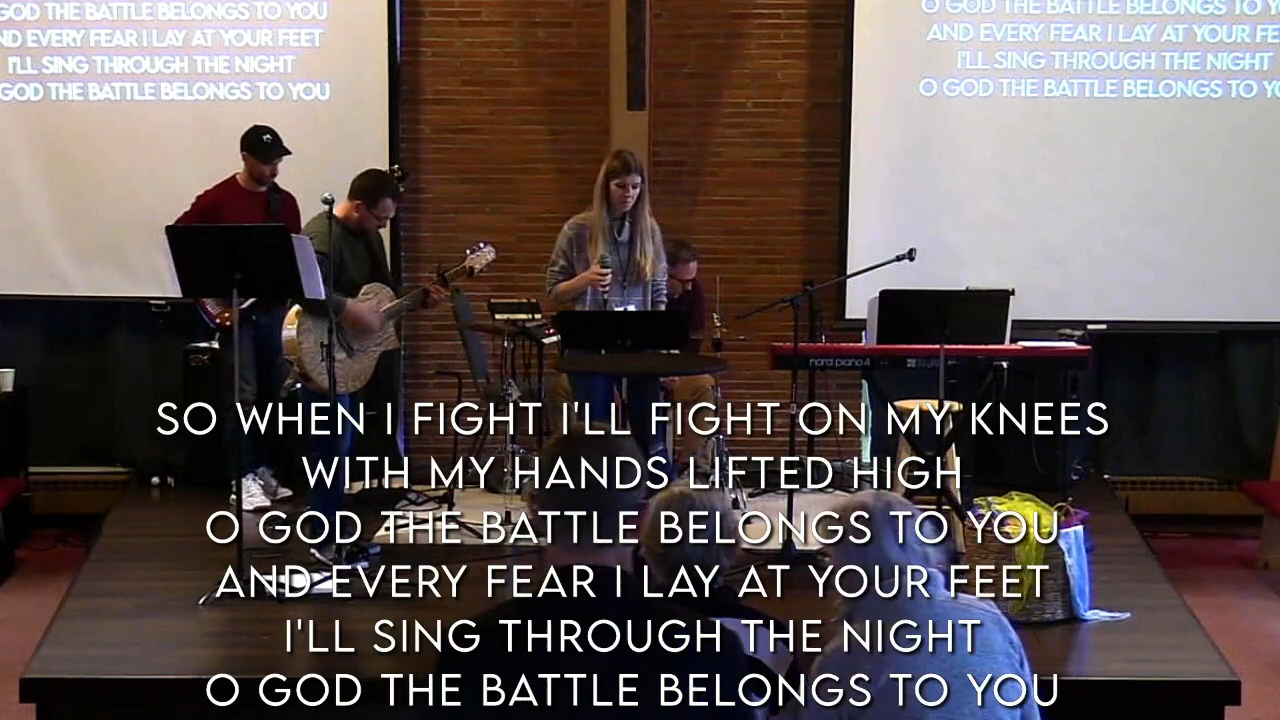 GOD THE BATTLE BELONGS TO YOU
AND EVERY FEAR I LAY AT YOUR FEET
I'LL SING THROUGH THE NIGHT
GOD THE BATTLE BELONGS TO YOU
O GOD THE BATTLE BELONGS TO
AND EVERY FEAR I LAY AT YOUR
I'LL SING THROUGH THE NIGHT
O GOD THE BATTLE BELONGS TO
nord piano 4
SO WHEN I FIGHT I'LL FIGHT ON MY KNEES
WITH MY HANDS LIFTED HIGH
O GOD THE BATTLE BELONGS TO YOU
AND EVERY FEAR I LAY AT YOUR FEET
I'LL SING THROUGH THE NIGHT
O GOD THE BATTLE BELONGS TO YOU